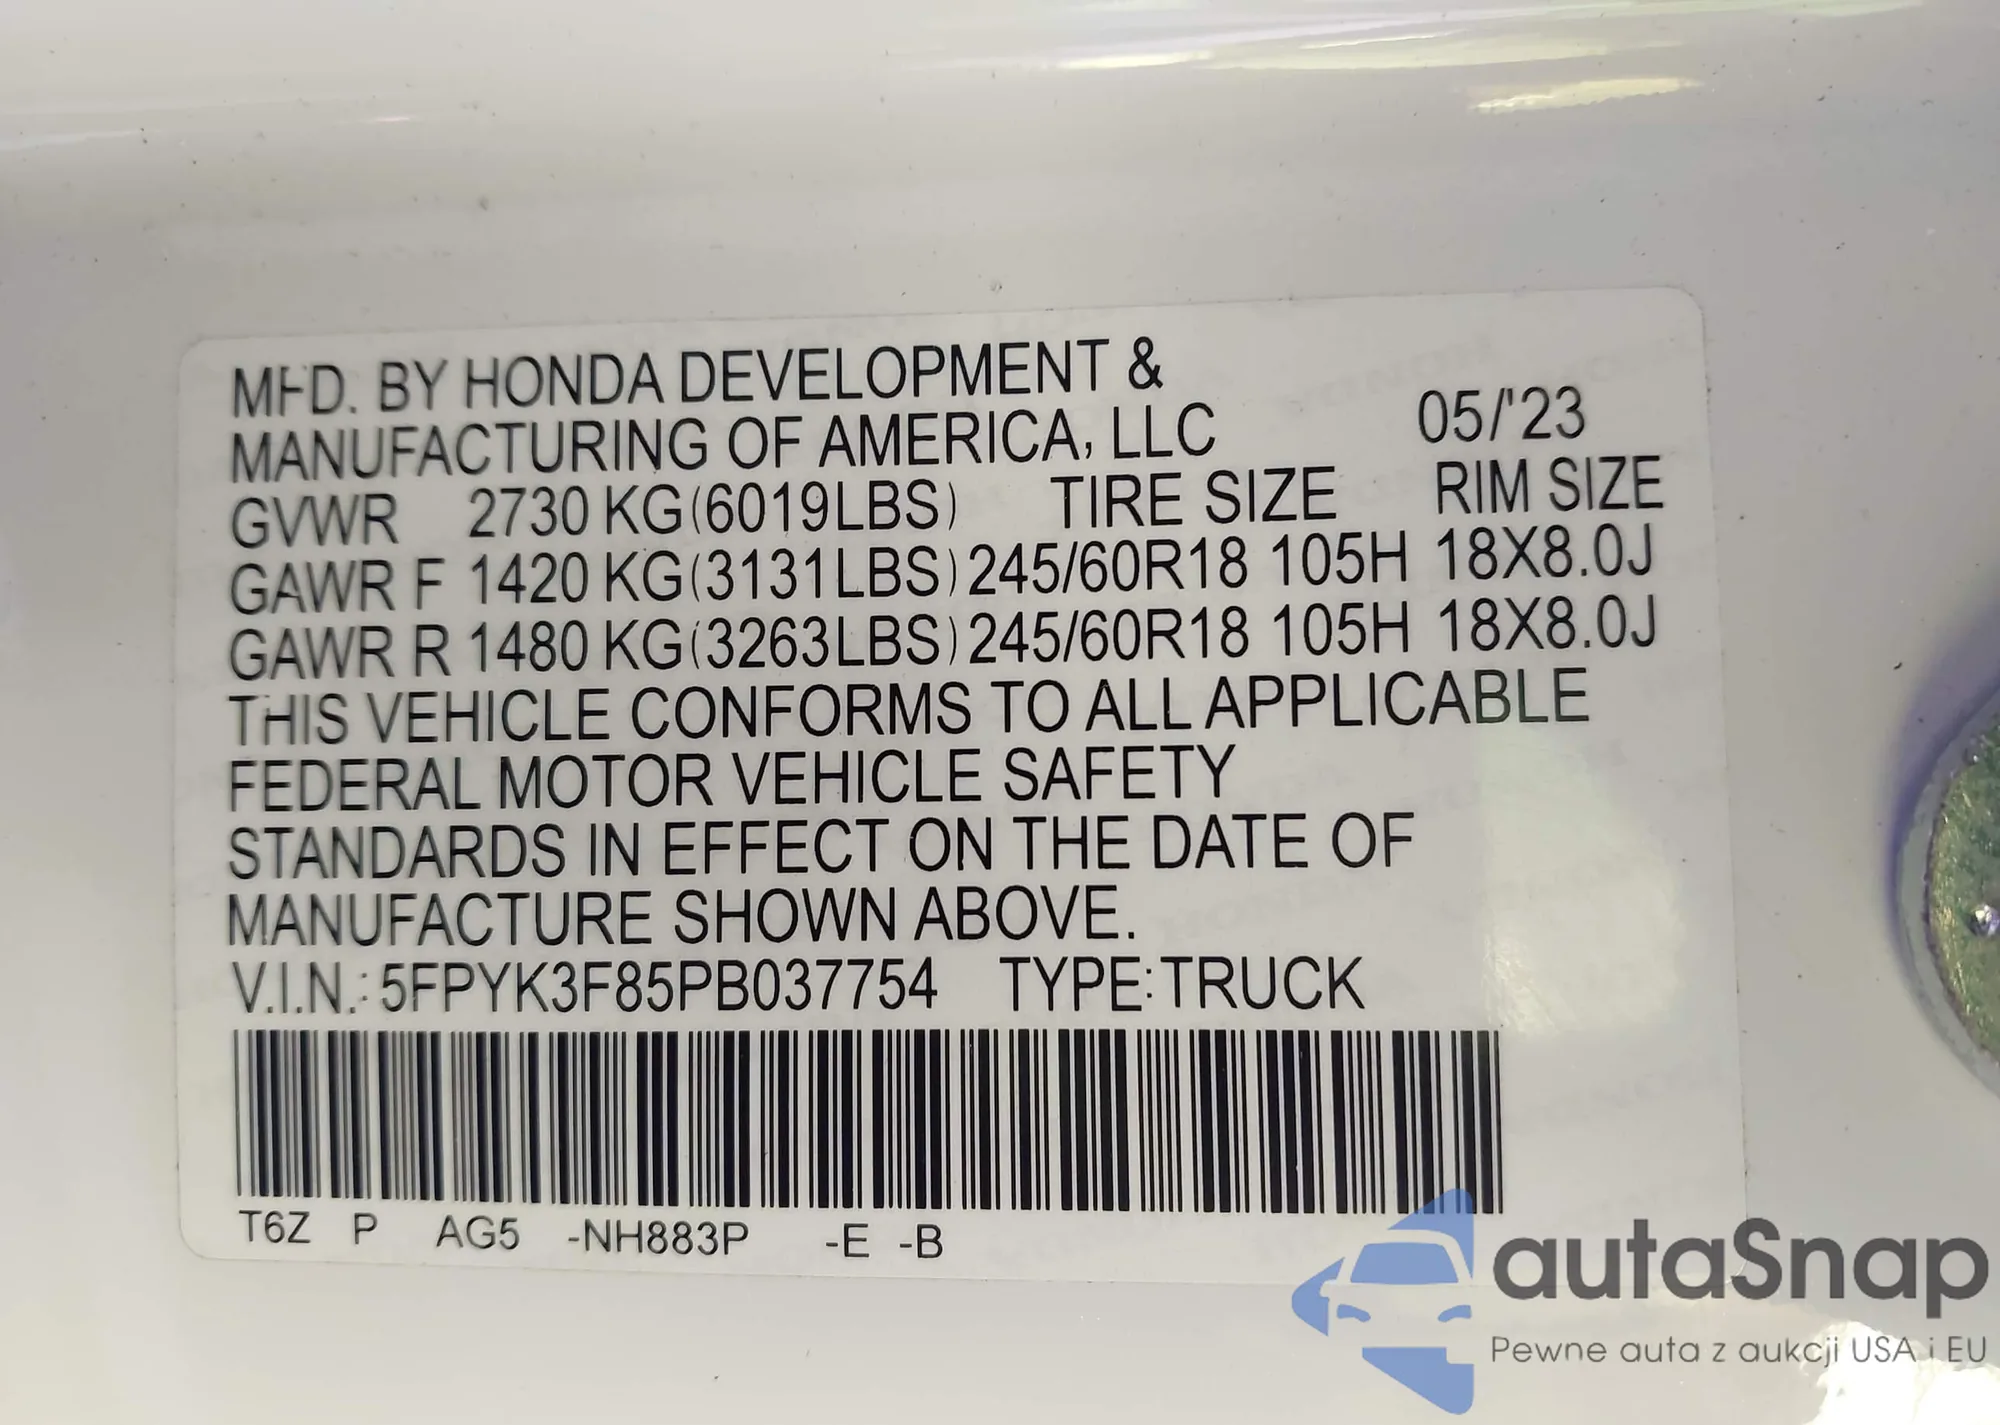 MFD. BY HONDA DEVELOPMENT &
MANUFACTURING OF AMERICA, LLC 05/'23
GVWR 2730 KG(6019LBS) TIRE SIZE RIM SIZE
GAWR F 1420 KG(3131LBS) 245/60R18 105H 18X8.0J
GAWR R 1480 KG(3263LBS) 245/60R18 105H 18X8.0J
THIS VEHICLE CONFORMS TO ALL APPLICABLE
FEDERAL MOTOR VEHICLE SAFETY
STANDARDS IN EFFECT ON THE DATE OF
MANUFACTURE SHOWN ABOVE.
V.I.N.: 5FPYK3F85PB037754 TYPE:TRUCK
T6Z P AG5 -NH883P -E -B
autaSnap
Pewne auta z aukcji USA i EU